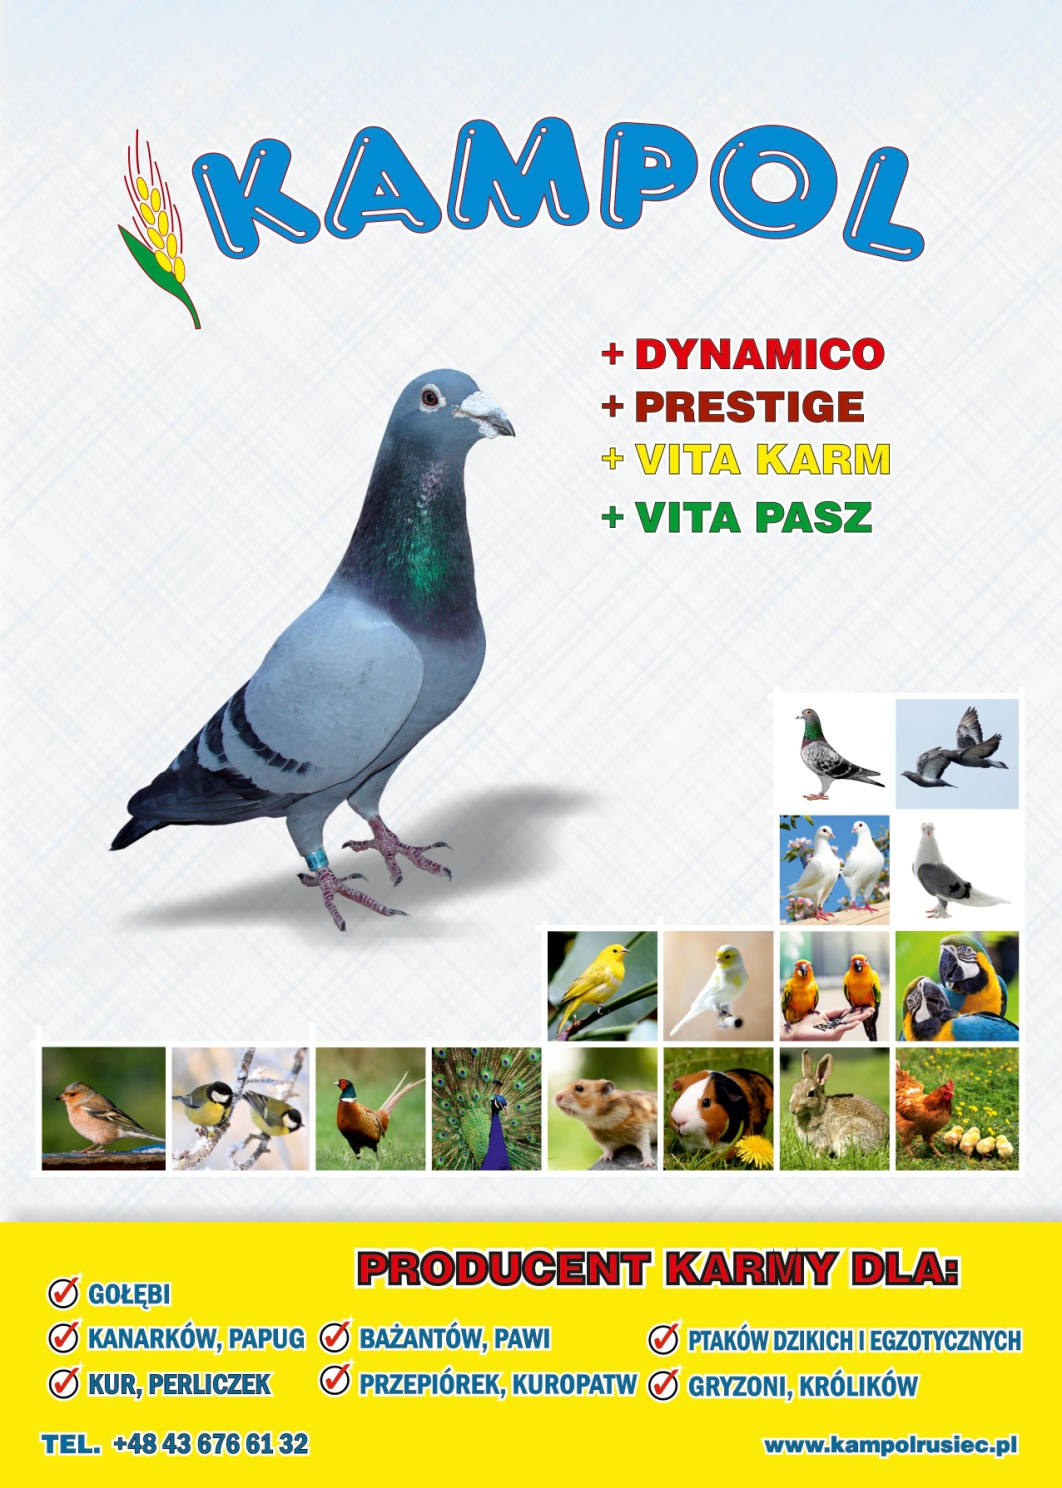 KAMPOL
+ DYNAMICO
+ PRESTIGE
+ VITA KARM
+ VITA PASZ
PRODUCENT KARMY DLA:
GOŁĘBI
KANARKÓW, PAPUG
BAŻANTÓW, PAWI
PTAKÓW DZIKICH I EGZOTYCZNYCH
KUR, PERLICZEK
PRZEPIÓREK, KUROPATW
GRYZONI, KRÓLIKÓW
TEL. +48 43 676 61 32
www.kampolrusiec.pl